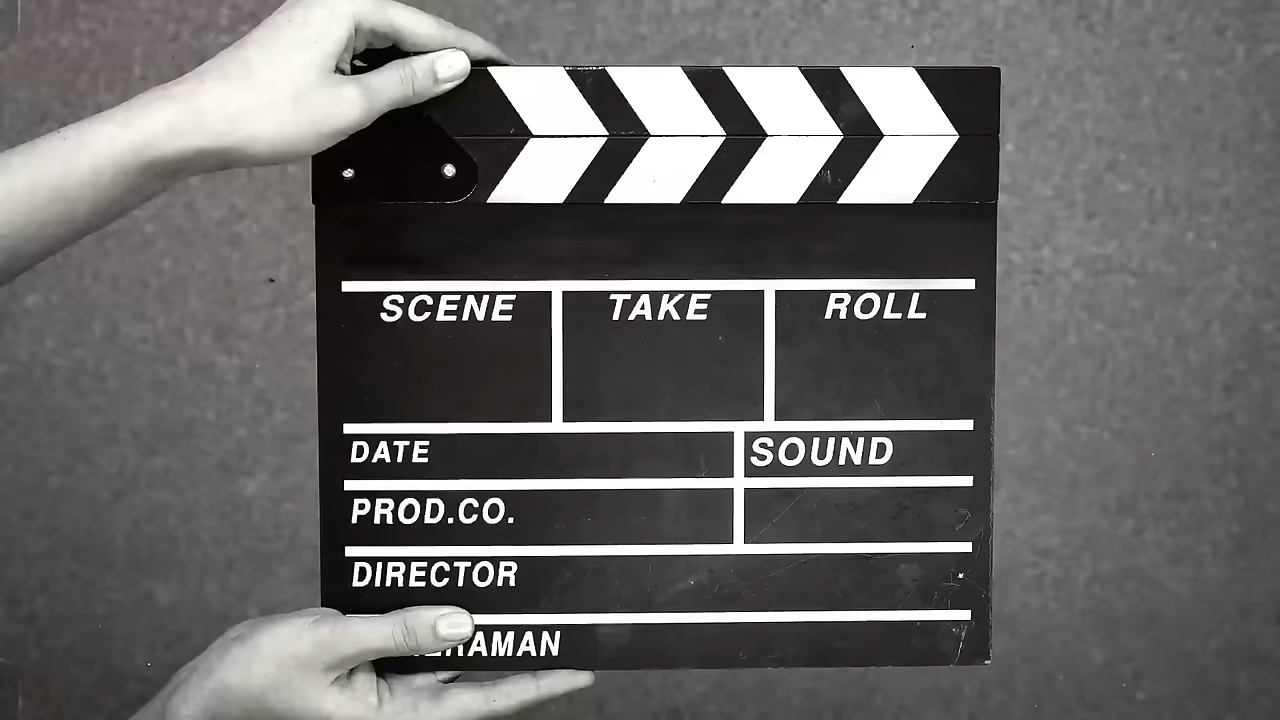 SCENE TAKE ROLL
DATE SOUND
PROD.CO.
DIRECTOR